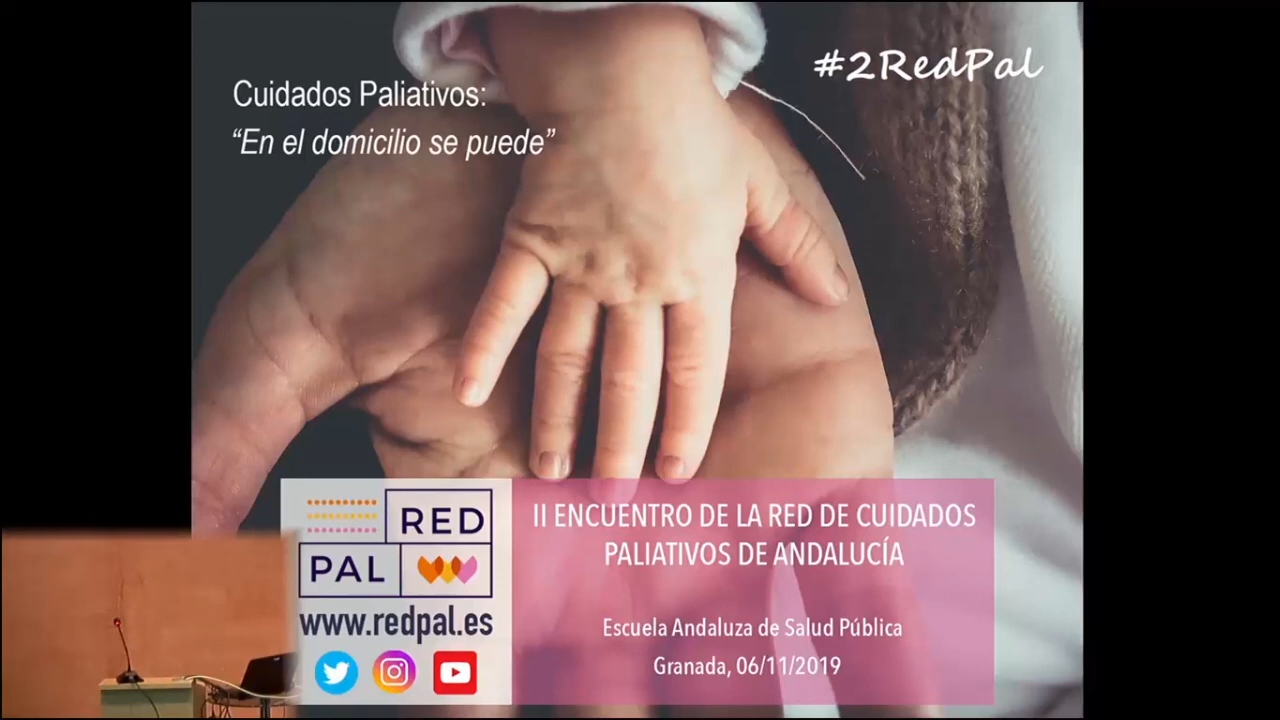 #2RedPal
Cuidados Paliativos:
“En el domicilio se puede”
RED
PAL
www.redpal.es
II ENCUENTRO DE LA RED DE CUIDADOS
PALIATIVOS DE ANDALUCÍA
Escuela Andaluza de Salud Pública
Granada, 06/11/2019